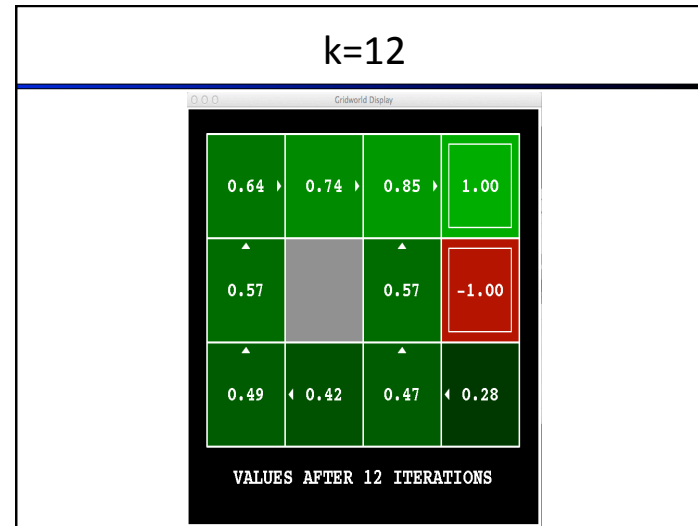 k=12
Gridworld Display
0.64 0.74 0.85 1.00
0.57 0.57 -1.00
0.49 0.42 0.47 0.28
VALUES AFTER 12 ITERATIONS